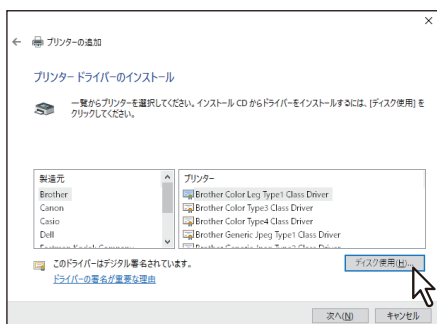 プリンターの追加
プリンター ドライバーのインストール
一覧からプリンターを選択してください。インストール CD からドライバーをインストールするには、[ディスク使用] を
クリックしてください。
製造元
Brother
Canon
Casio
Dell
プリンター
Brother Color Leg Type1 Class Driver
Brother Color Type3 Class Driver
Brother Color Type4 Class Driver
Brother Generic Jpeg Type1 Class Driver
このドライバーはデジタル署名されています。
ドライバーの署名が重要な理由
ディスク使用(H)...
次へ(N)
キャンセル